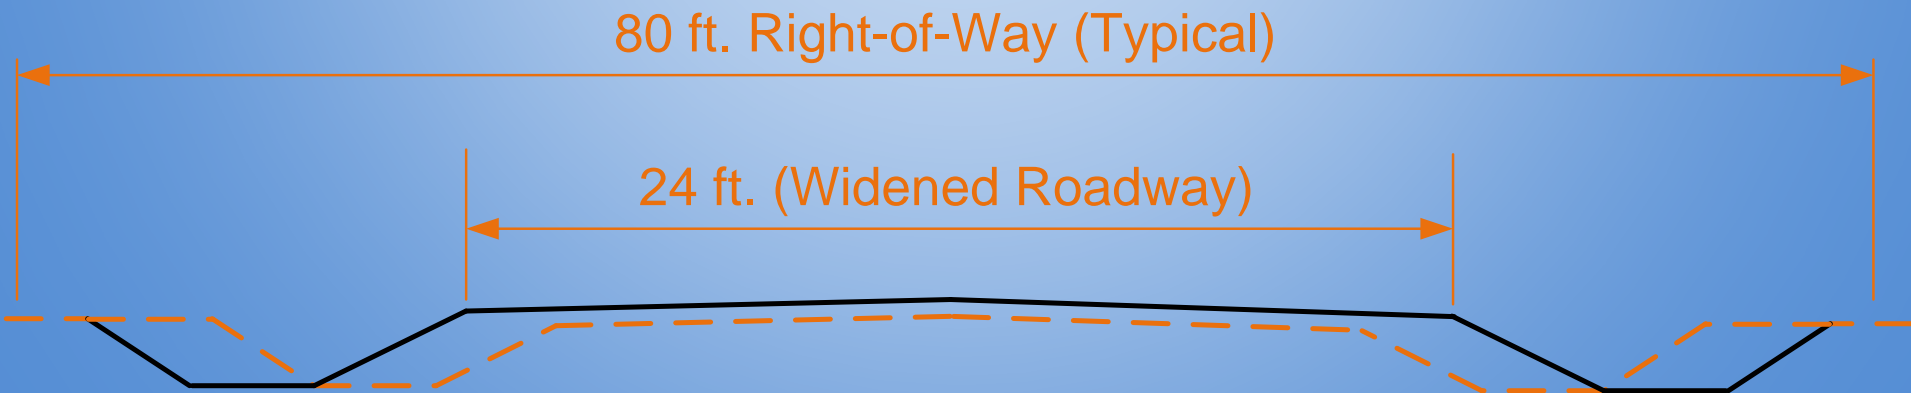 80 ft. Right-of-Way (Typical)
24 ft. (Widened Roadway)